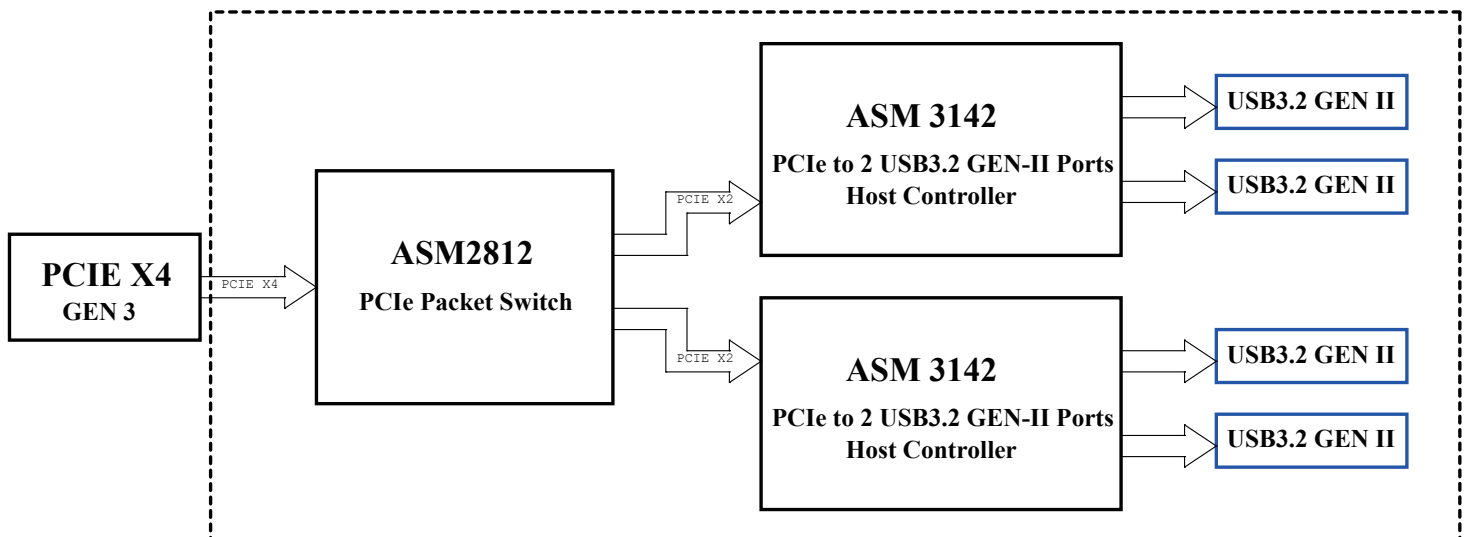 PCIE X4
GEN 3
PCIE X4
ASM2812
PCIe Packet Switch
PCIE X2
PCIE X2
ASM 3142
PCIe to 2 USB3.2 GEN-II Ports
Host Controller
USB3.2 GEN II
USB3.2 GEN II
ASM 3142
PCIe to 2 USB3.2 GEN-II Ports
Host Controller
USB3.2 GEN II
USB3.2 GEN II